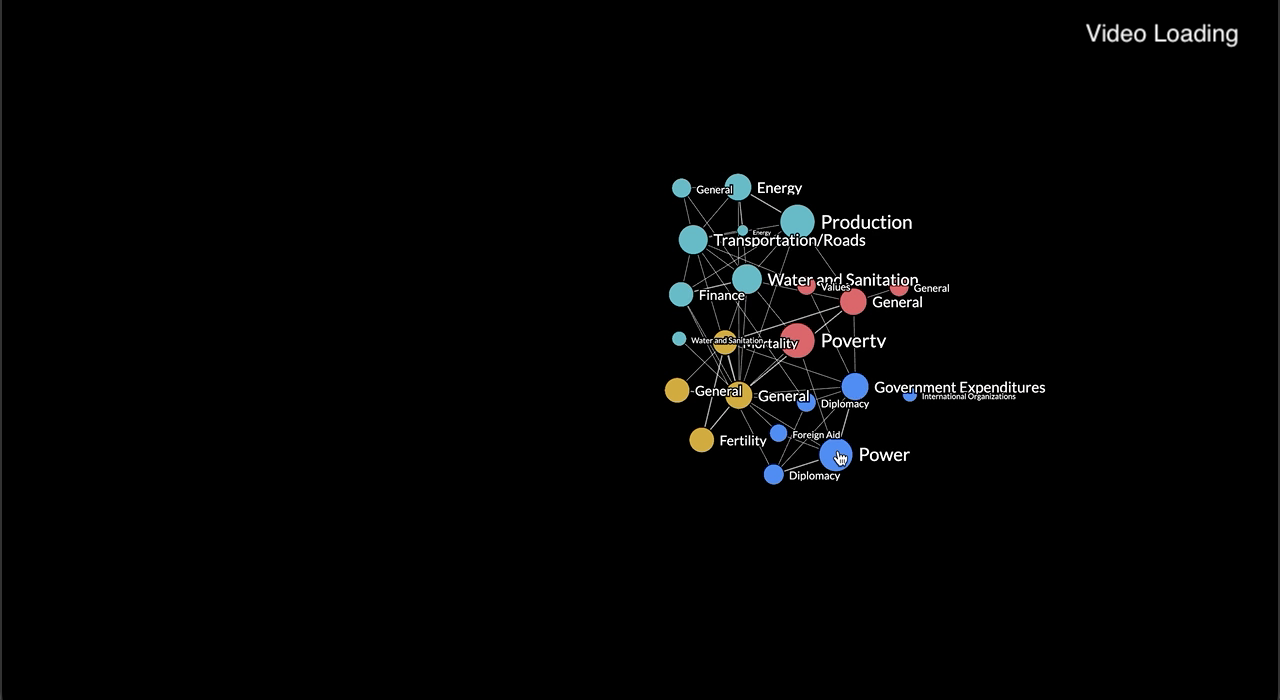 Video Loading
General
Energy
Production
Energy
Transportation/Roads
Water and Sanitation
Values
General
Finance
General
Water and Sanitation
Mortality
Poverty
General
General
Government Expenditures
International Organizations
Diplomacy
Foreign Aid
Fertility
Power
Diplomacy